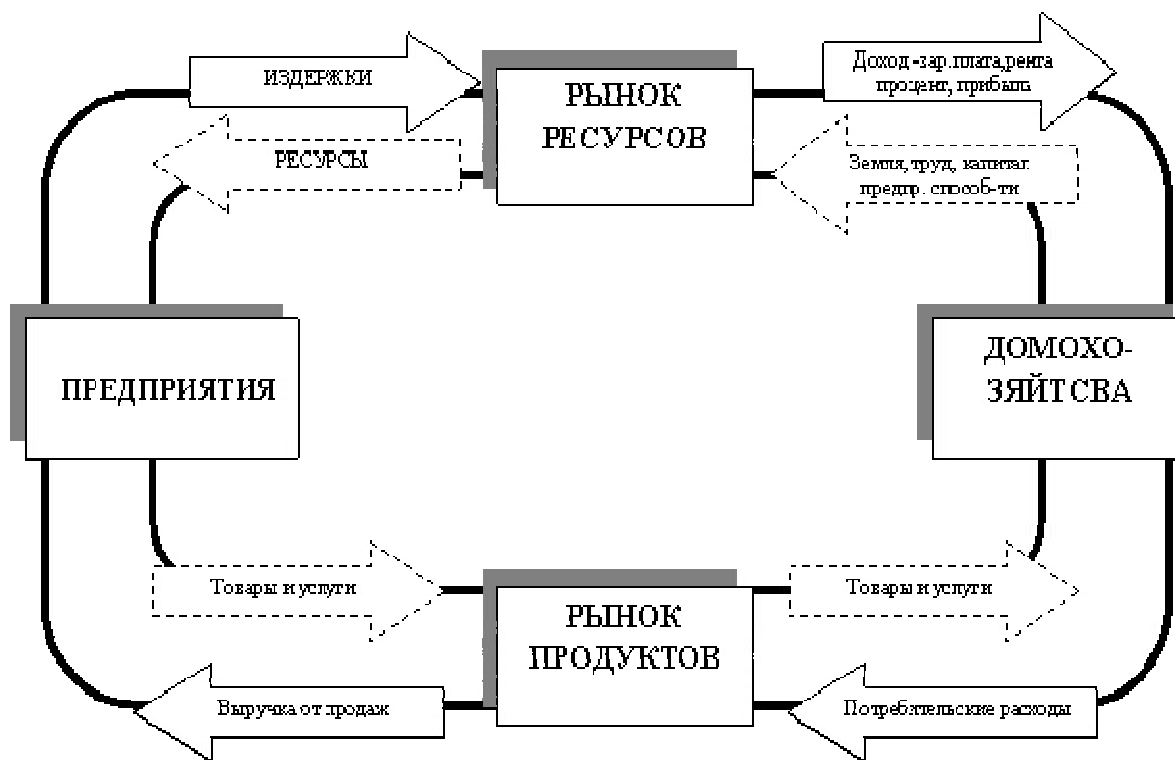 ИЗДЕРЖКИ
РЫНОК
РЕСУРСОВ
Доход -зар.плата,рента
процент, прибыль
РЕСУРСЫ
Земля, труд, капитал
предпр. способ-ти
ПРЕДПРИЯТИЯ
ДОМОХО-
ЗЯЙТСВА
Товары и услуги
РЫНОК
ПРОДУКТОВ
Товары и услуги
Выручка от продаж
Потребительские расходы